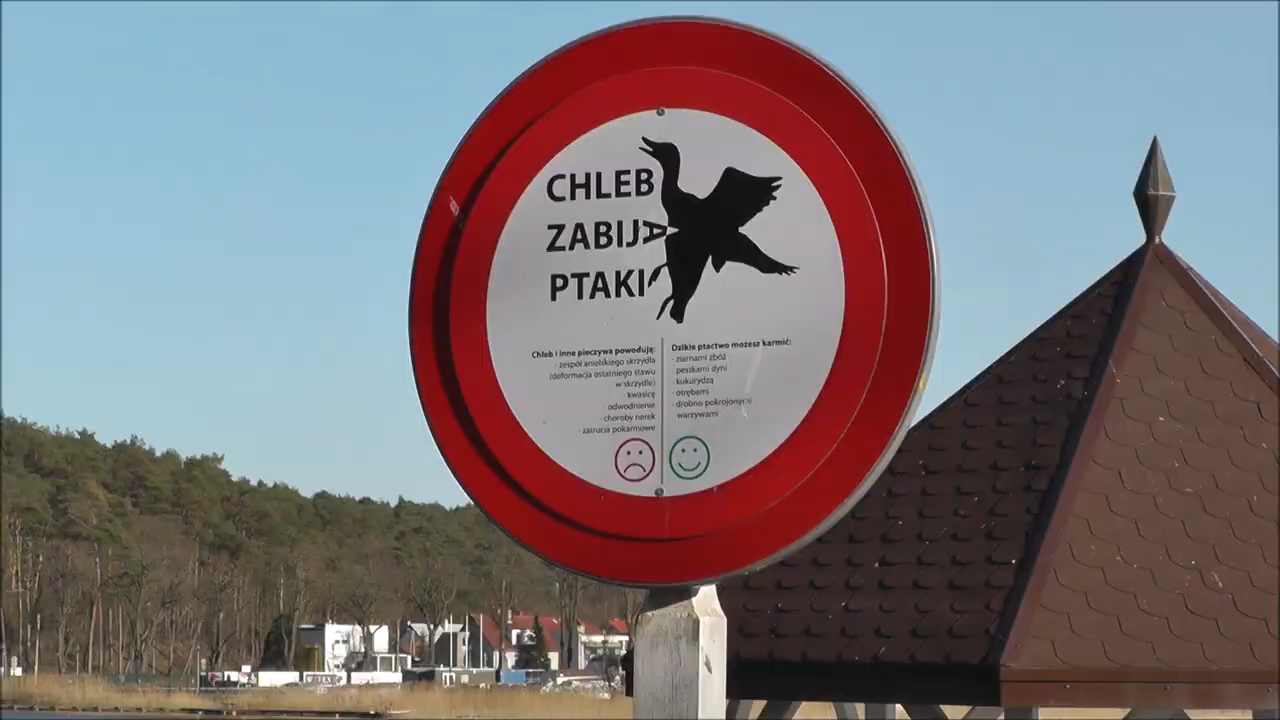 CHLEB
ZABIJA
PTAKI
Chleb i inne pieczywa powodują:
- zespół anielskiego skrzydła
(deformacja ostatniego stawu
w skrzydle)
- kwasicę
odwodnienie
- choroby nerek
- zatrucia pokarmowe
Dzikie ptactwo możesz karmić:
- ziarnami zbóż
pestkami dyni
- kukurydzą
- otrębami
- drobno pokrojonymi
warzywami